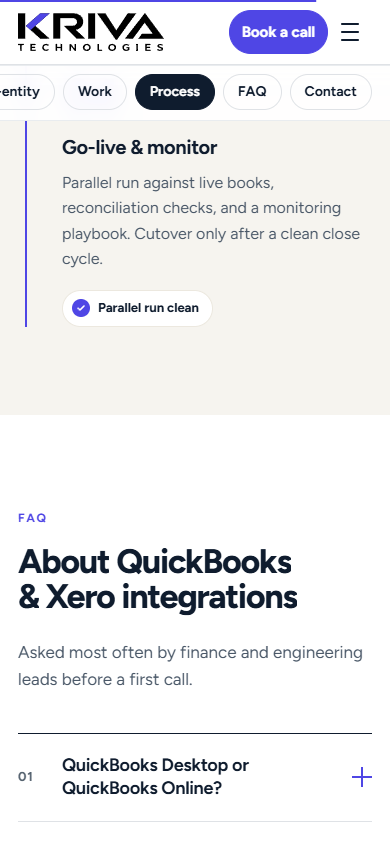 KRIVA
TECHNOLOGIES
Book a call
-entity
Work
Process
FAQ
Contact
Go-live & monitor
Parallel run against live books,
reconciliation checks, and a monitoring
playbook. Cutover only after a clean close
cycle.
Parallel run clean
FAQ
About QuickBooks
& Xero integrations
Asked most often by finance and engineering
leads before a first call.
01
QuickBooks Desktop or
QuickBooks Online?